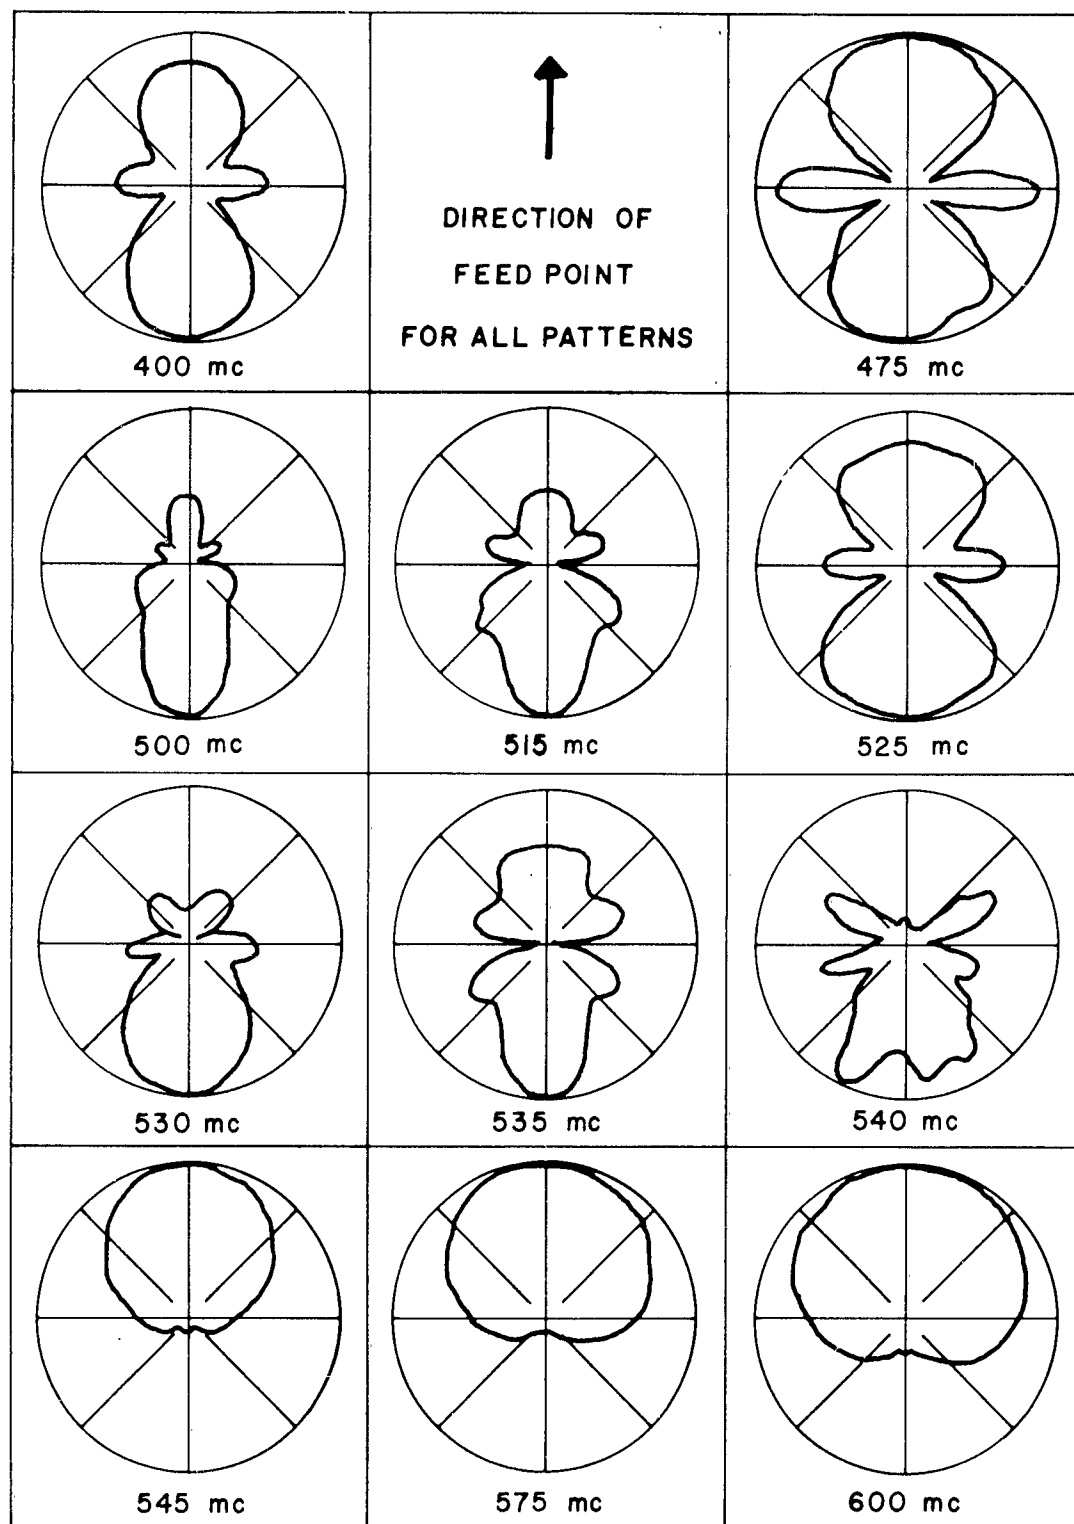 400 mc
DIRECTION OF
FEED POINT
FOR ALL PATTERNS
475 mc
500 mc
515 mc
525 mc
530 mc
535 mc
540 mc
545 mc
575 mc
600 mc